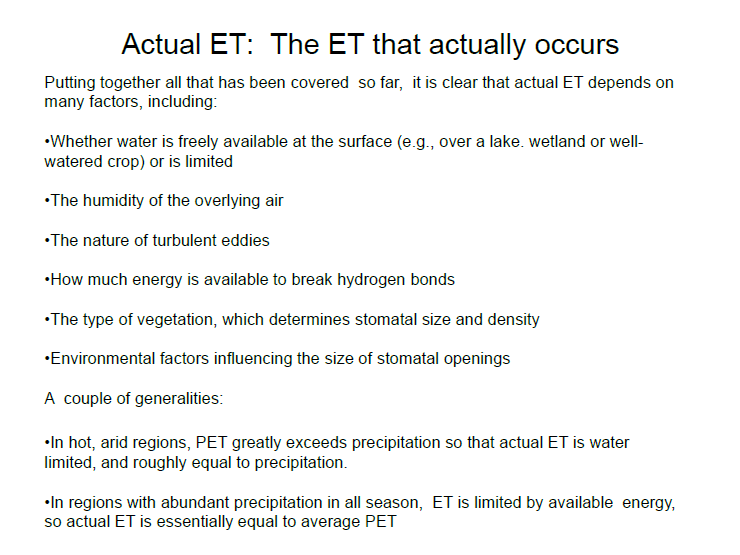 Actual ET:  The ET that actually occurs
Putting together all that has been covered  so far,  it is clear that actual ET depends on
many factors, including:
•Whether water is freely available at the surface (e.g., over a lake. wetland or well-
watered crop) or is limited
•The humidity of the overlying air
•The nature of turbulent eddies
•How much energy is available to break hydrogen bonds
•The type of vegetation, which determines stomatal size and density
•Environmental factors influencing the size of stomatal openings
A  couple of generalities:
•In hot, arid regions, PET greatly exceeds precipitation so that actual ET is water
limited, and roughly equal to precipitation.
•In regions with abundant precipitation in all season,  ET is limited by available  energy,
so actual ET is essentially equal to average PET